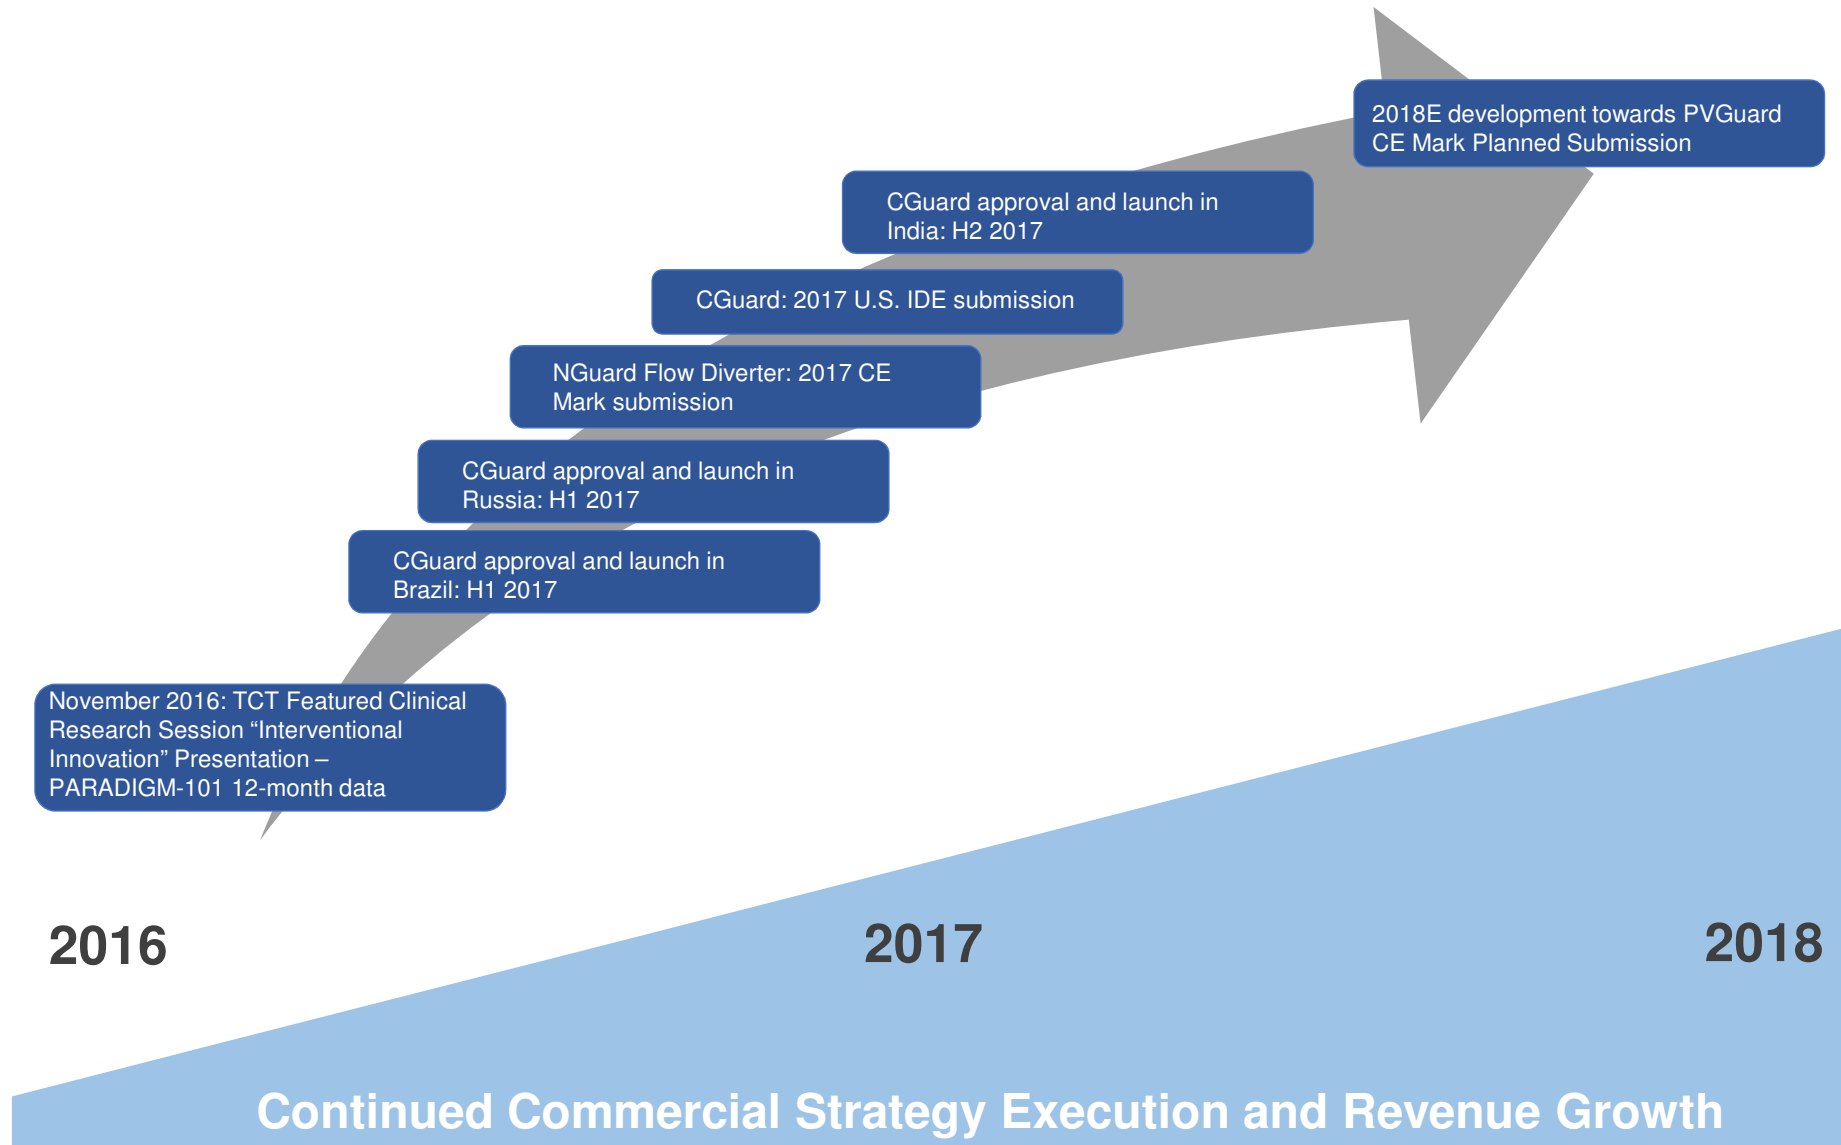 2018E development towards PVGuard
CE Mark Planned Submission
CGuard approval and launch in
India: H2 2017
CGuard: 2017 U.S. IDE submission
NGuard Flow Diverter: 2017 CE
Mark submission
CGuard approval and launch in
Russia: H1 2017
CGuard approval and launch in
Brazil: H1 2017
November 2016: TCT Featured Clinical
Research Session “Interventional
Innovation” Presentation –
PARADIGM-101 12-month data
2016
2017
2018
Continued Commercial Strategy Execution and Revenue Growth